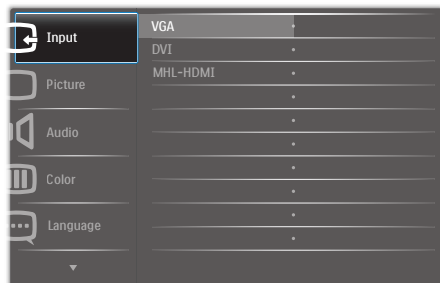 Input
VGA
DVI
MHL-HDMI
Picture
Audio
Color
Language